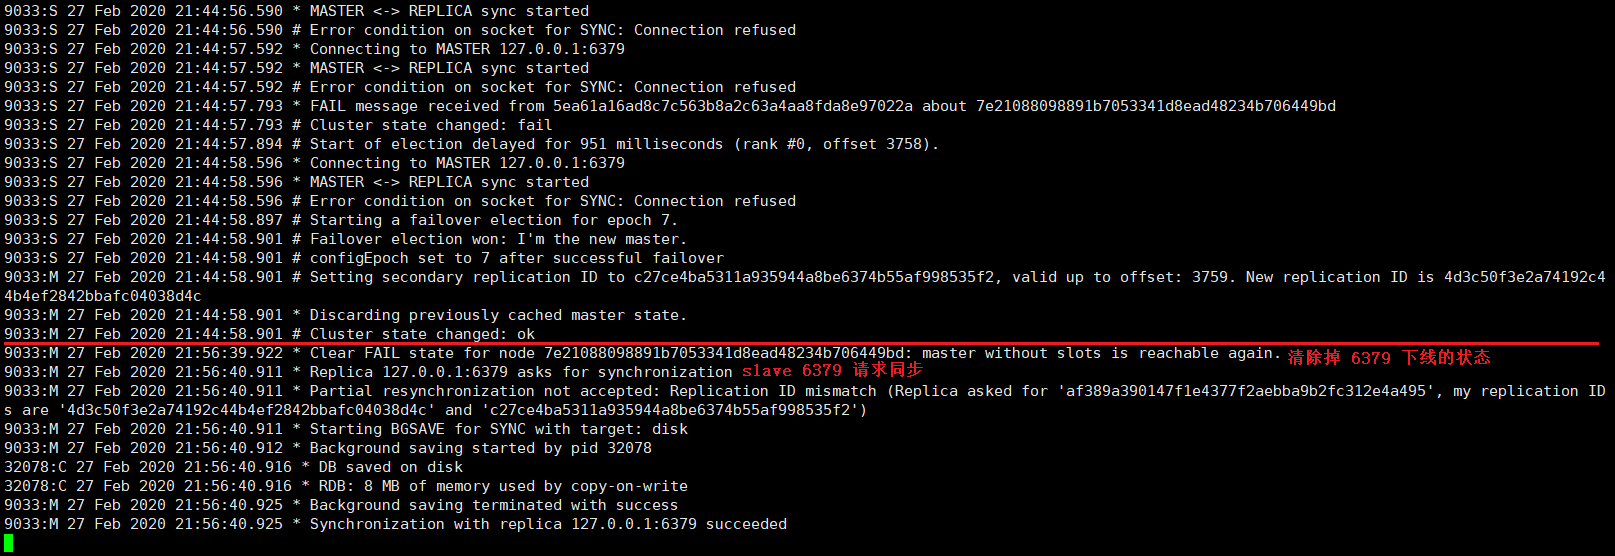 9033:S 27 Feb 2020 21:44:56.590 * MASTER <-> REPLICA sync started
9033:S 27 Feb 2020 21:44:56.590 # Error condition on socket for SYNC: Connection refused
9033:S 27 Feb 2020 21:44:57.592 * Connecting to MASTER 127.0.0.1:6379
9033:S 27 Feb 2020 21:44:57.592 * MASTER <-> REPLICA sync started
9033:S 27 Feb 2020 21:44:57.592 # Error condition on socket for SYNC: Connection refused
9033:S 27 Feb 2020 21:44:57.793 * FAIL message received from 5ea61a16ad8c7c563b8a2c63a4aa8fda8e97022a about 7e21088098891b7053341d8ead48234b706449bd
9033:S 27 Feb 2020 21:44:57.793 # Cluster state changed: fail
9033:S 27 Feb 2020 21:44:57.894 # Start of election delayed for 951 milliseconds (rank #0, offset 3758).
9033:S 27 Feb 2020 21:44:58.596 * Connecting to MASTER 127.0.0.1:6379
9033:S 27 Feb 2020 21:44:58.596 * MASTER <-> REPLICA sync started
9033:S 27 Feb 2020 21:44:58.596 # Error condition on socket for SYNC: Connection refused
9033:S 27 Feb 2020 21:44:58.897 # Starting a failover election for epoch 7.
9033:S 27 Feb 2020 21:44:58.901 # Failover election won: I'm the new master.
9033:S 27 Feb 2020 21:44:58.901 # configEpoch set to 7 after successful failover
9033:M 27 Feb 2020 21:44:58.901 # Setting secondary replication ID to c27ce4ba5311a935944a8be6374b55af998535f2, valid up to offset: 3759. New replication ID is 4d3c50f3e2a74192c4
4b4ef2842bbafc04038d4c
9033:M 27 Feb 2020 21:44:58.901 * Discarding previously cached master state.
9033:M 27 Feb 2020 21:44:58.901 # Cluster state changed: ok
9033:M 27 Feb 2020 21:56:39.922 * Clear FAIL state for node 7e21088098891b7053341d8ead48234b706449bd: master without slots is reachable again. 清除掉 6379 下线的状态
9033:M 27 Feb 2020 21:56:40.911 * Replica 127.0.0.1:6379 asks for synchronization slave 6379 请求同步
9033:M 27 Feb 2020 21:56:40.911 * Partial resynchronization not accepted: Replication ID mismatch (Replica asked for 'af389a390147f1e4377f2aebba9b2fc312e4a495', my replication ID
s are '4d3c50f3e2a74192c44b4ef2842bbafc04038d4c' and 'c27ce4ba5311a935944a8be6374b55af998535f2')
9033:M 27 Feb 2020 21:56:40.911 * Starting BGSAVE for SYNC with target: disk
9033:M 27 Feb 2020 21:56:40.912 * Background saving started by pid 32078
32078:C 27 Feb 2020 21:56:40.916 * DB saved on disk
32078:C 27 Feb 2020 21:56:40.916 * RDB: 8 MB of memory used by copy-on-write
9033:M 27 Feb 2020 21:56:40.925 * Background saving terminated with success
9033:M 27 Feb 2020 21:56:40.925 * Synchronization with replica 127.0.0.1:6379 succeeded